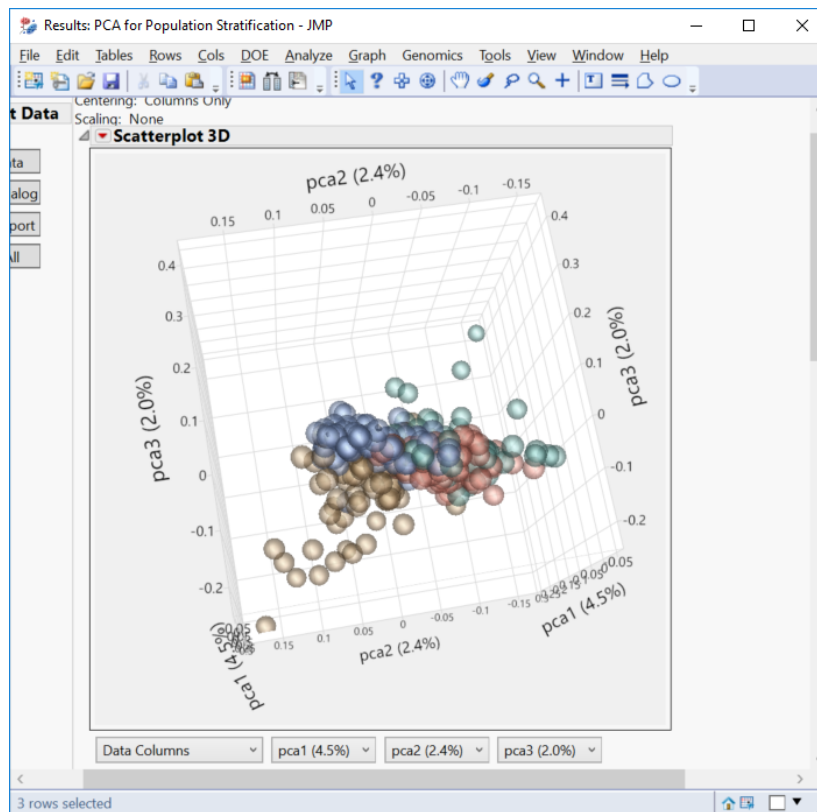 Results: PCA for Population Stratification - JMP
File Edit Tables Rows Cols DOE Analyze Graph Genomics Tools View Window Help
Centering: Columns Only
t Data
Scaling: None
Scatterplot 3D
ta
alog
port
All
pca2 (2.4%)
0.15 0.1 0.05 0 -0.05 -0.1 -0.15
0.4 0.3 0.2 0.1 0 -0.1 -0.2
pca3 (2.0%)
0.4 0.3 0.2 0.1 0 -0.1 -0.2
pca3 (2.0%)
pca1 (4.5%)
0.15 0.1 0.05 0 -0.05 -0.1 -0.15
pca2 (2.4%)
0.05
pca1 (4.5%)
Data Columns pca1 (4.5%) pca2 (2.4%) pca3 (2.0%)
3 rows selected